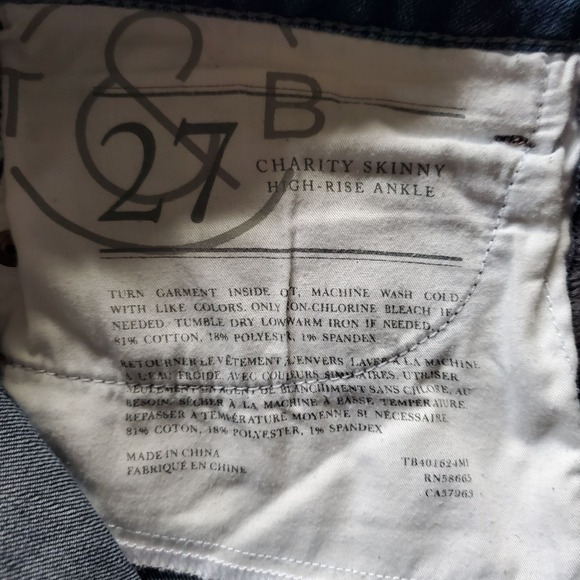 T & B
27
CHARITY SKINNY
HIGH-RISE ANKLE
TURN GARMENT INSIDE O T, MACHINE WASH COLD
WITH LIKE COLORS. ONLY ON-CHLORINE BLEACH IF
NEEDED. TUMBLE DRY LOW WARM IRON IF NEEDED.
81% COTTON, 18% POLYEST R, 1% SPANDEX
RETOURNER LE VÊTEMENT L'ENVERS LAVER À LA MACHINE
À L'EAU FROIDE AVEC COULEURS SIMILAIRES. UTILISER
SEULEMENT UN AGENT DE BLANCHIMENT SANS CHLORE, AU
BESOIN. SÉCHER À LA MACHINE À BASSE TEMPÉRATURE.
REPASSER À TEMPÉRATURE MOYENNE SI NÉCESSAIRE
81% COTON, 18% POLYESTER, 1% SPANDEX
MADE IN CHINA
FABRIQUÉ EN CHINE
TB401624MI
RN58665
CA57963